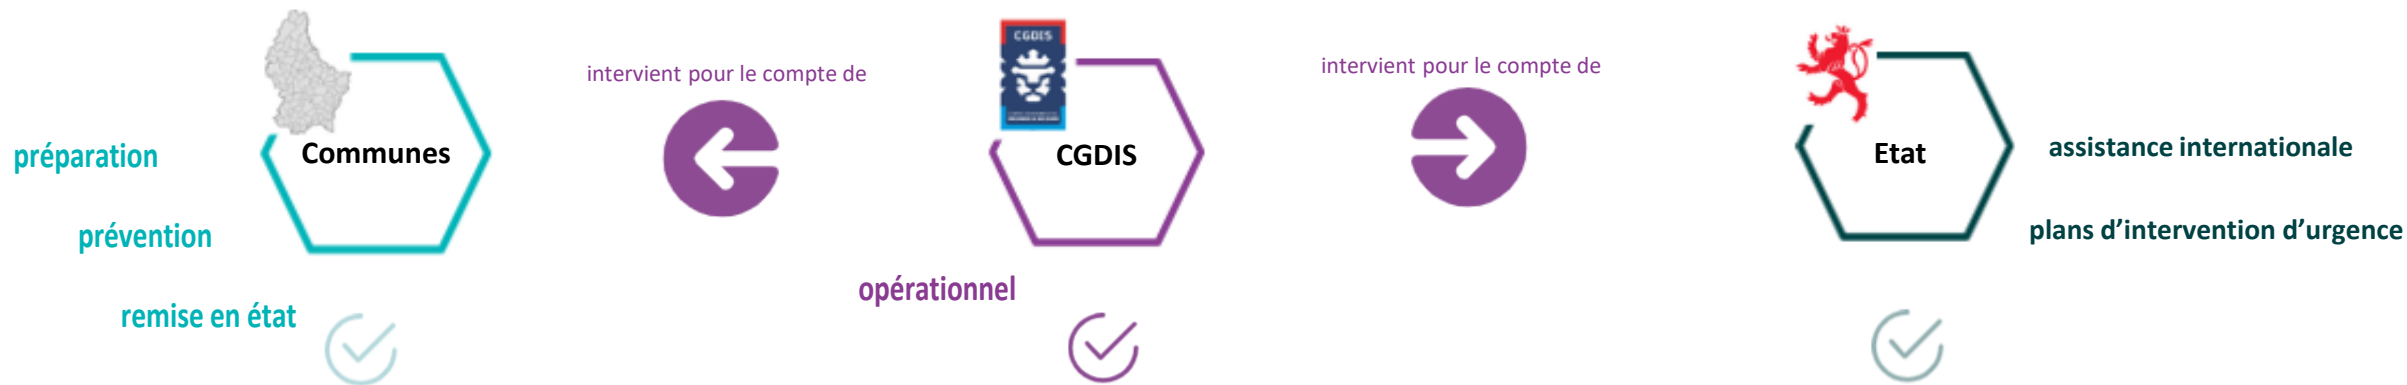 CGDIS
intervient pour le compte de
intervient pour le compte de
Communes
CGDIS
Etat
préparation
prévention
remise en état
opérationnel
assistance internationale
plans d’intervention d’urgence